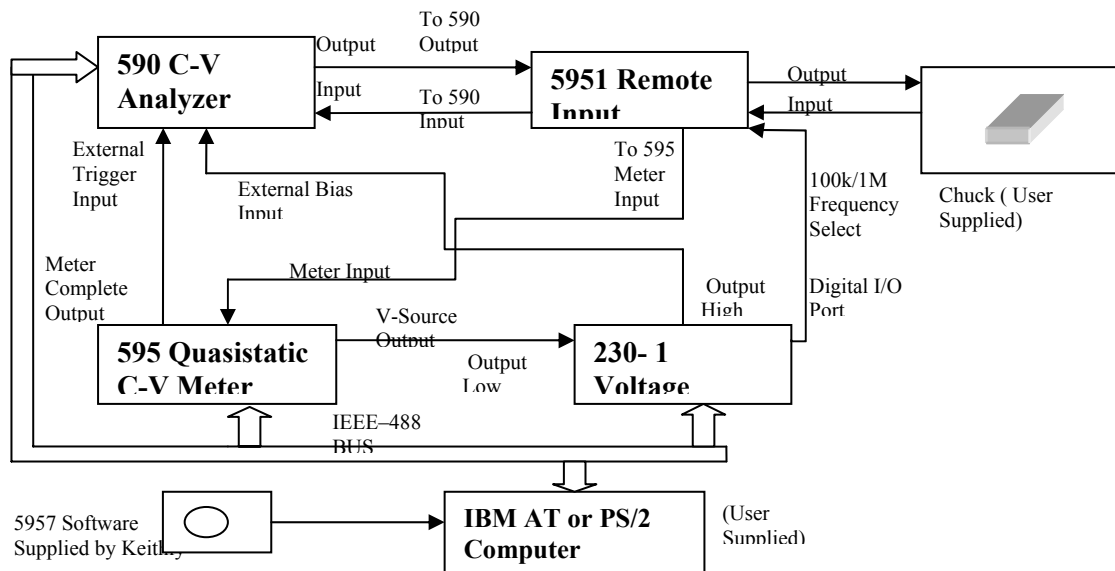 To 590
Output
Output
590 C-V
Analyzer
Input
To 590
Input
5951 Remote
Input
Output
Input
External
Trigger
Input
External Bias
Input
To 595
Meter
Input
100k/1M
Frequency
Select
Chuck ( User
Supplied)
Meter
Complete
Output
Meter Input
Output
High
Digital I/O
Port
V-Source
Output
595 Quasistatic
C-V Meter
Output
Low
230- 1
Voltage
IEEE–488
BUS
5957 Software
Supplied by Keithly
IBM AT or PS/2
Computer
(User
Supplied)